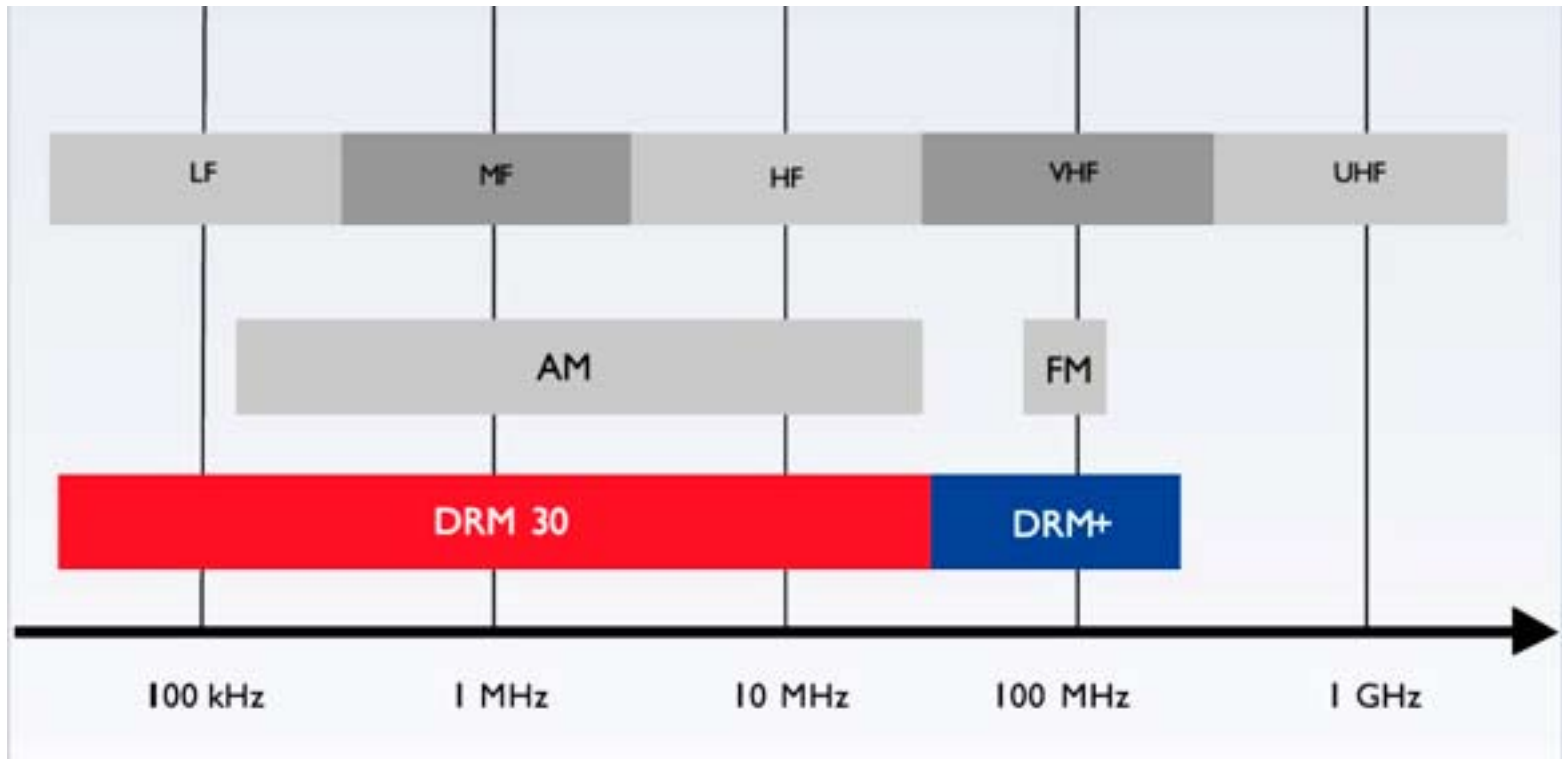 LF MF HF VHF UHF
AM FM
DRM 30 DRM+
100 kHz 1 MHz 10 MHz 100 MHz 1 GHz